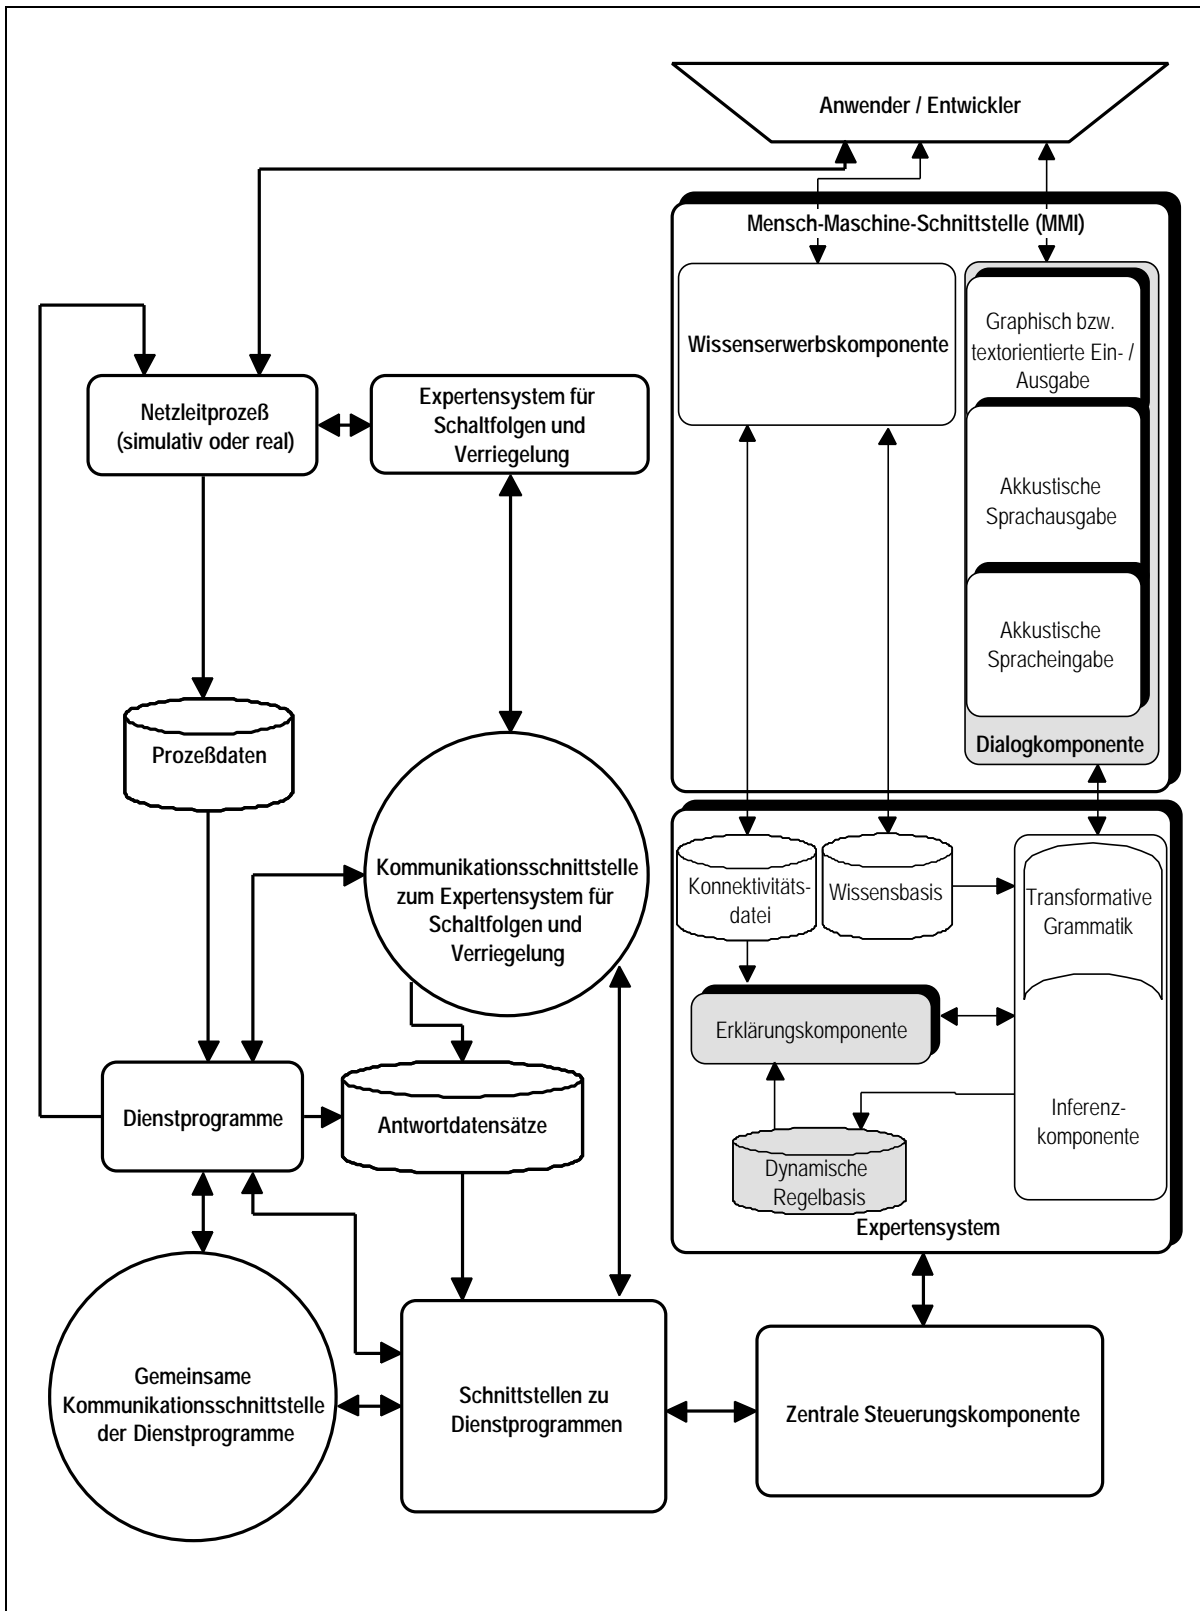 Anwender / Entwickler
Mensch-Maschine-Schnittstelle (MMI)
Wissenserwerbskomponente
Graphisch bzw.
textorientierte Ein- /
Ausgabe
Akkustische
Sprachausgabe
Akkustische
Spracheingabe
Dialogkomponente
Netzleitprozeß
(simulativ oder real)
Expertensystem für
Schaltfolgen und
Verriegelung
Prozeßdaten
Kommunikationsschnittstelle
zum Expertensystem für
Schaltfolgen und
Verriegelung
Konnektivitäts-
datei
Wissensbasis
Transformative
Grammatik
Erklärungskomponente
Inferenz-
komponente
Dynamische
Regelbasis
Expertensystem
Dienstprogramme
Antwortdatensätze
Gemeinsame
Kommunikationsschnittstelle
der Dienstprogramme
Schnittstellen zu
Dienstprogrammen
Zentrale Steuerungskomponente